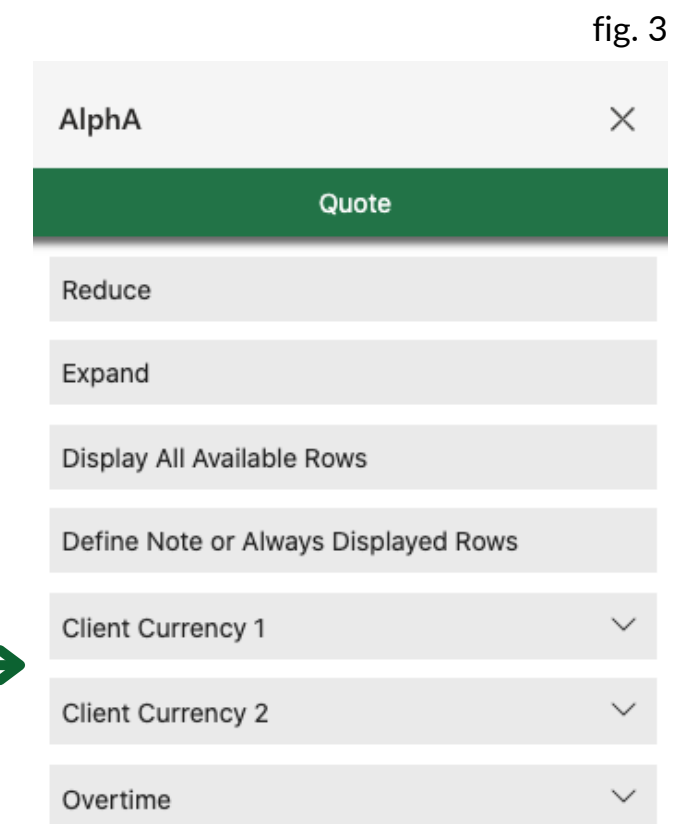 fig. 3
AlphA
Quote
Reduce
Expand
Display All Available Rows
Define Note or Always Displayed Rows
Client Currency 1
Client Currency 2
Overtime